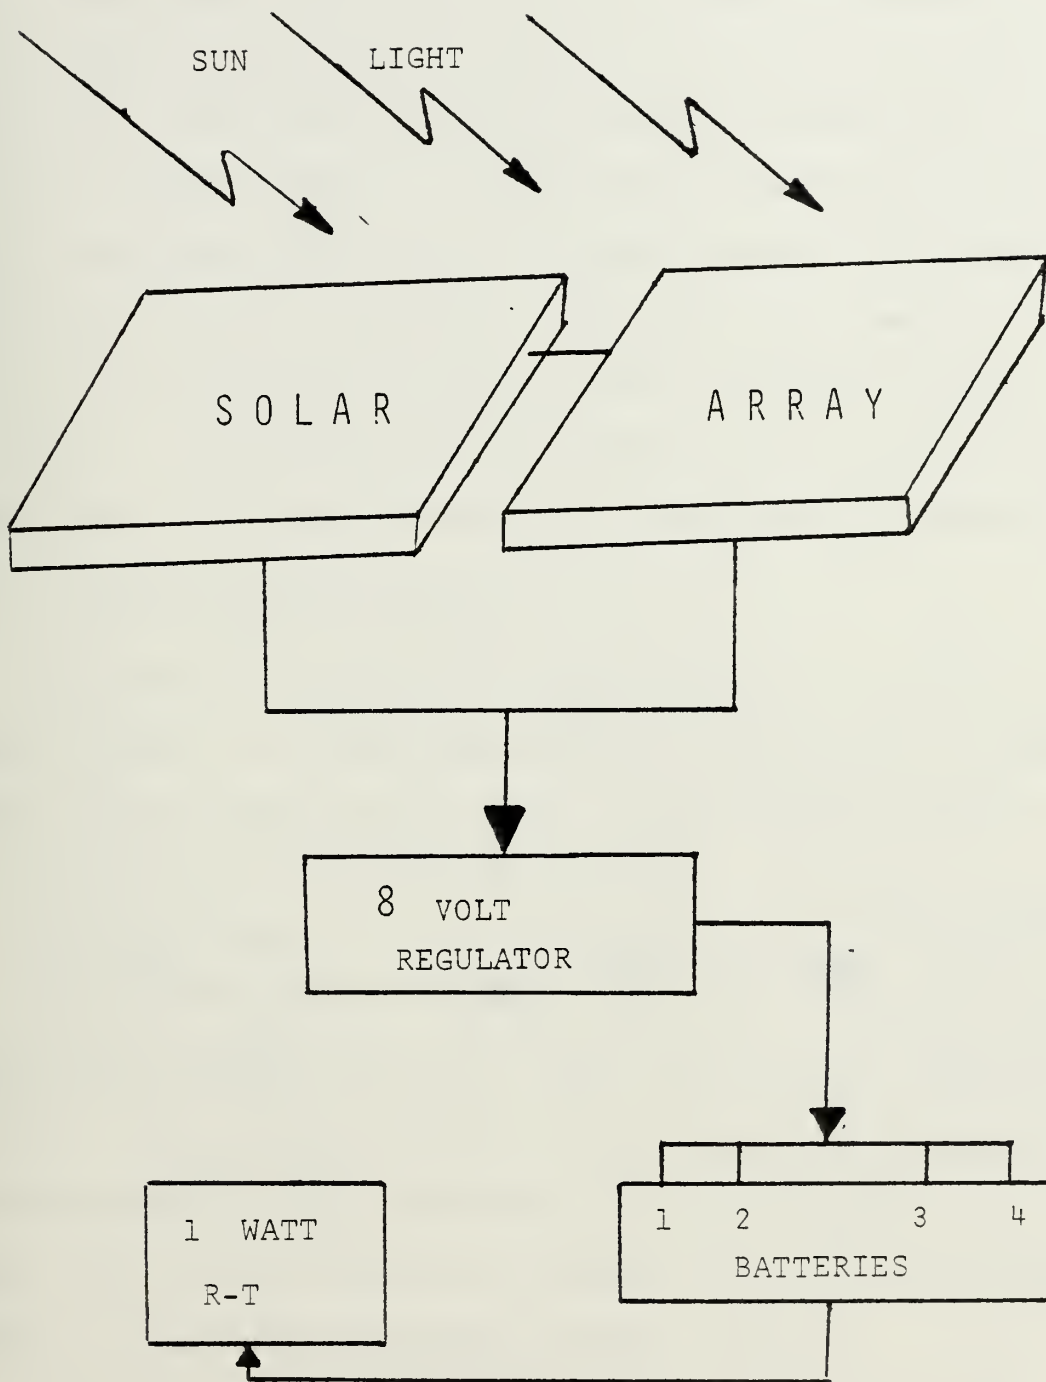 SUN LIGHT
SOLAR ARRAY
8 VOLT
REGULATOR
1 2 3 4
BATTERIES
1 WATT
R-T